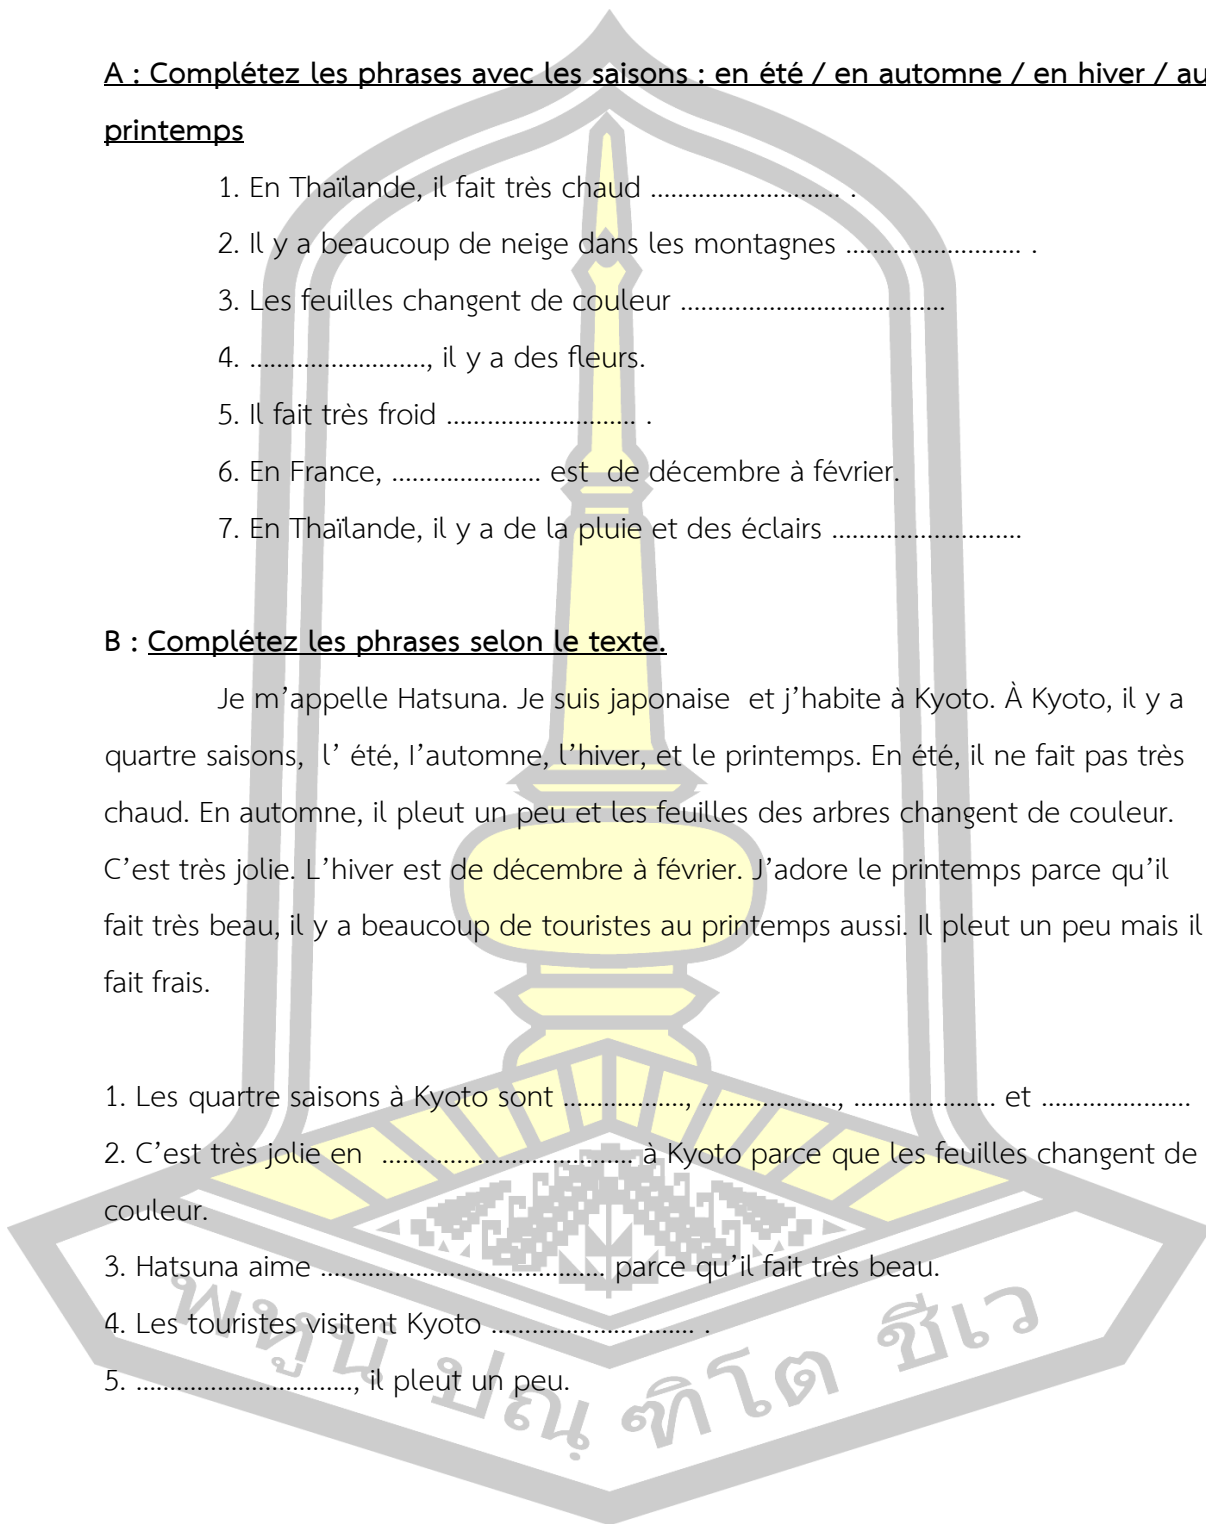 A : Complétez les phrases avec les saisons : en été / en automne / en hiver / au
printemps
1. En Thaïlande, il fait très chaud ............................ .
2. Il y a beaucoup de neige dans les montagnes .......................... .
3. Les feuilles changent de couleur .......................................
4. .........................., il y a des fleurs.
5. Il fait très froid ............................ .
6. En France, ...................... est  de décembre à février.
7. En Thaïlande, il y a de la pluie et des éclairs ............................
B : Complétez les phrases selon le texte.
Je m'appelle Hatsuna. Je suis japonaise  et j'habite à Kyoto. À Kyoto, il y a
quartre saisons,  l' été, l'automne, l'hiver, et le printemps. En été, il ne fait pas très
chaud. En automne, il pleut un peu et les feuilles des arbres changent de couleur.
C'est très jolie. L'hiver est de décembre à février. J'adore le printemps parce qu'il
fait très beau, il y a beaucoup de touristes au printemps aussi. Il pleut un peu mais il
fait frais.
1. Les quartre saisons à Kyoto sont .................., ...................., ..................... et ......................
2. C'est très jolie en  ..................................... à Kyoto parce que les feuilles changent de
couleur.
3. Hatsuna aime .......................................... parce qu'il fait très beau.
4. Les touristes visitent Kyoto .............................. .
5. ................................, il pleut un peu.
พหูน ปณฺ ฑิโต ชีเว